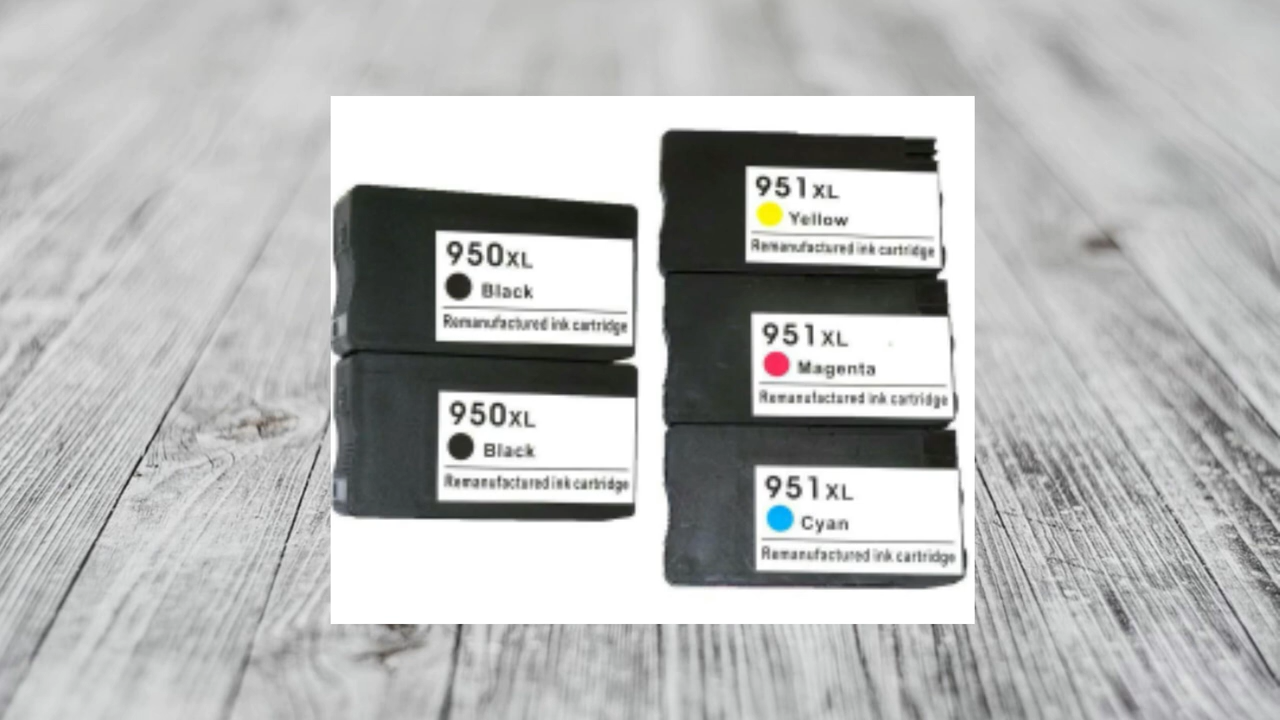 950XL
Black
Remanufactured ink cartridge
950XL
Black
Remanufactured ink cartridge
951XL
Yellow
Remanufactured ink cartridge
951XL
Magenta
Remanufactured ink cartridge
951XL
Cyan
Remanufactured ink cartridge